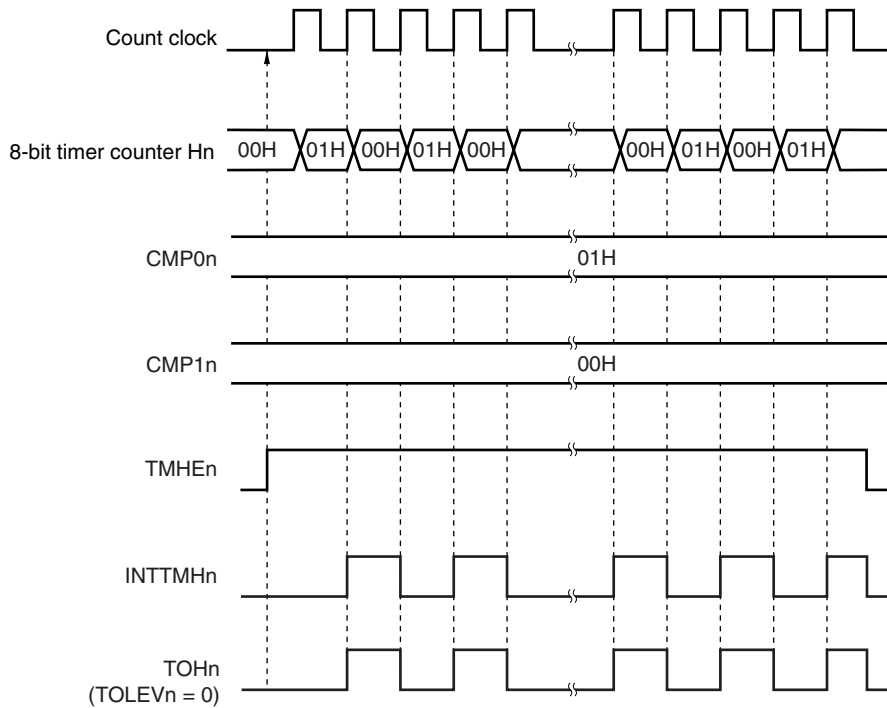 Count clock
8-bit timer counter Hn 00H 01H 00H 01H 00H 00H 01H 00H 01H
CMP0n 01H
CMP1n 00H
TMHEn
INTTMHn
TOHn
(TOLEVn = 0)